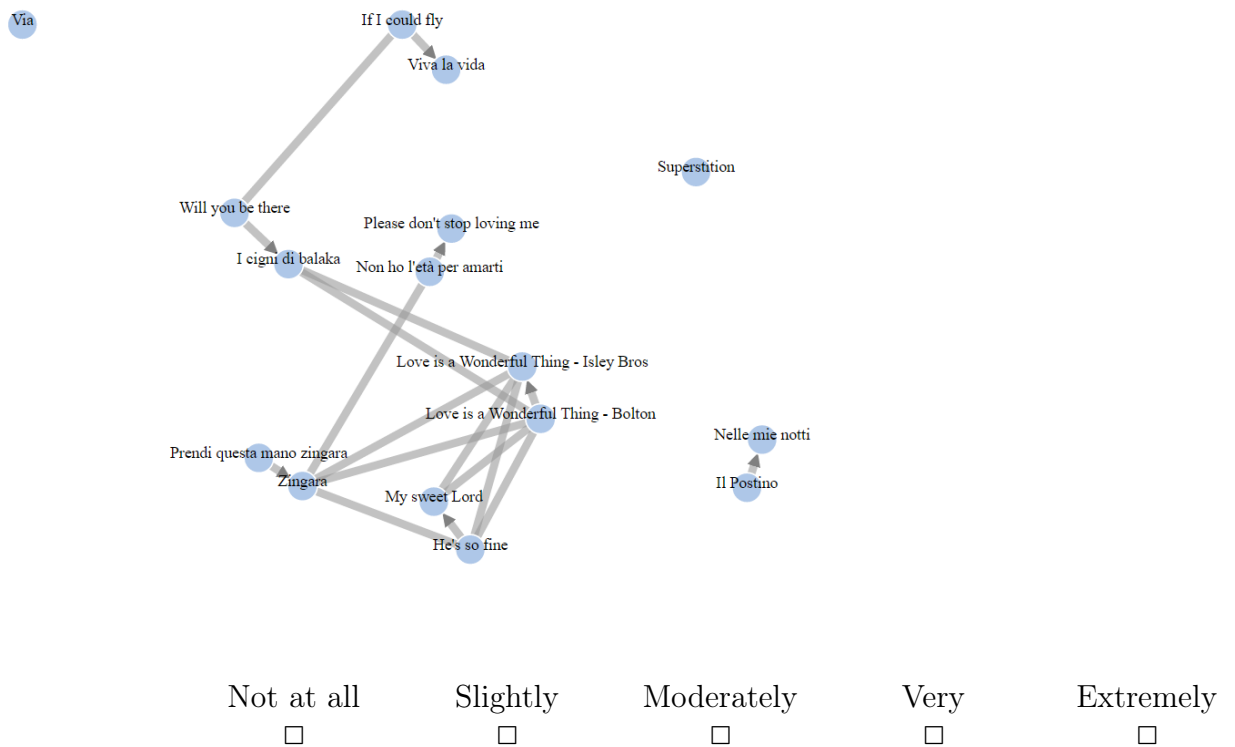 Via
If I could fly
Viva la vida
Superstition
Will you be there
Please don't stop loving me
I cigni di balaka
Non ho l'età per amarti
Love is a Wonderful Thing - Isley Bros
Love is a Wonderful Thing - Bolton
Nelle mie notti
Prendi questa mano zingara
Zingara
Il Postino
My sweet Lord
He's so fine
Not at all Slightly Moderately Very Extremely